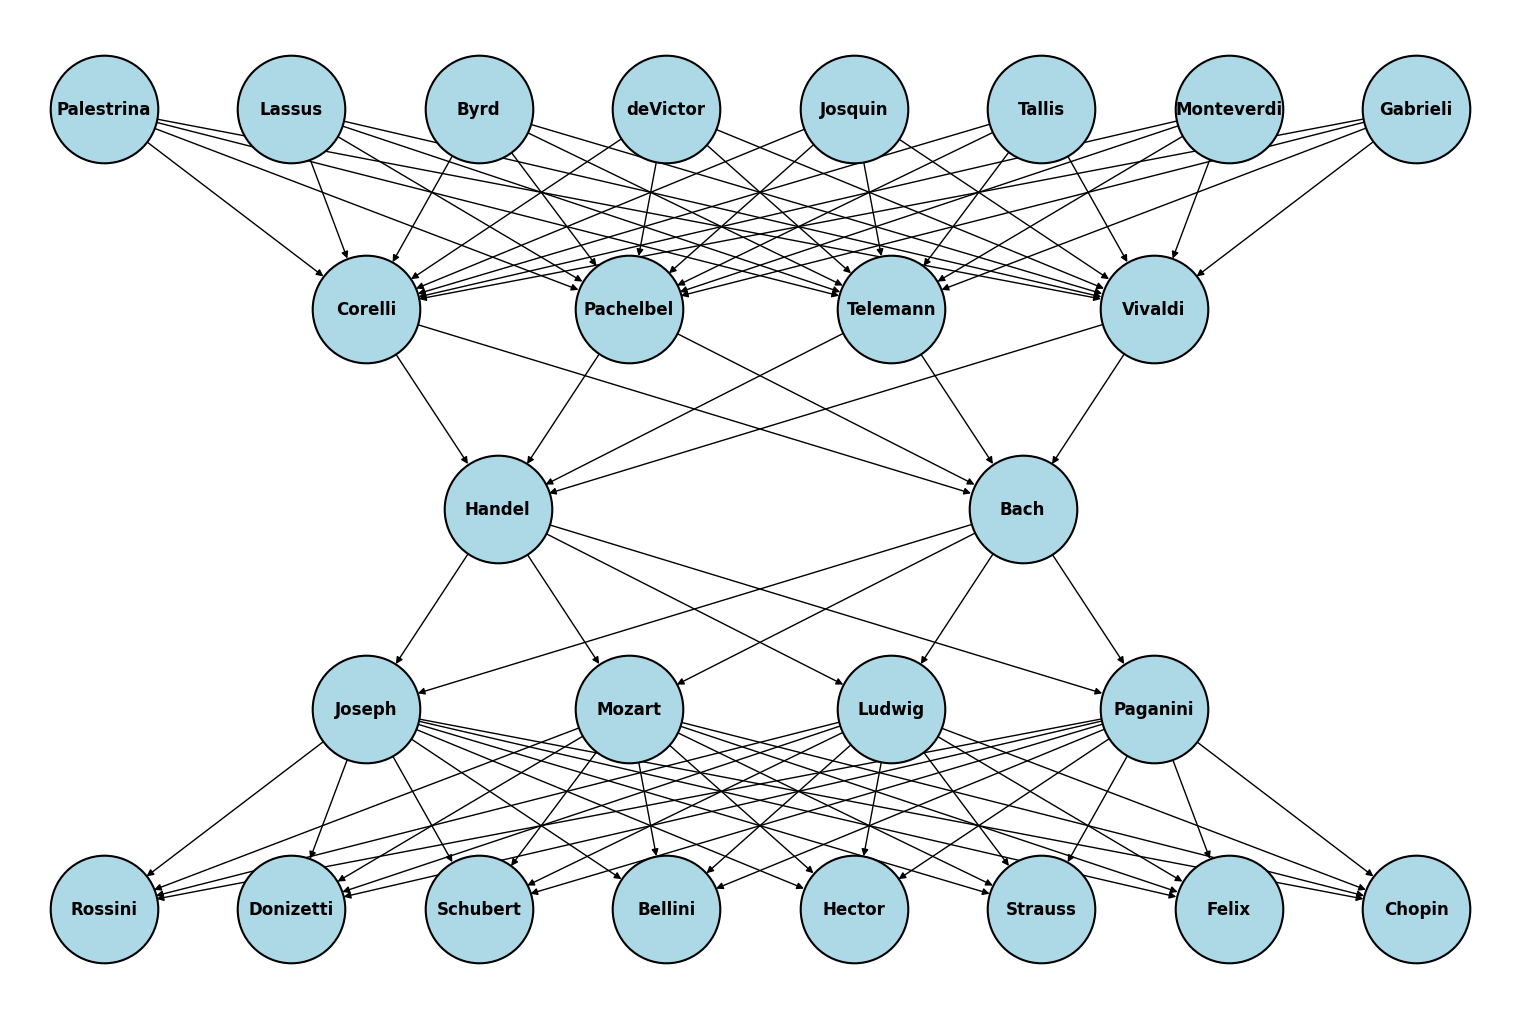 Palestrina
Lassus
Byrd
deVictor
Josquin
Tallis
Monteverdi
Gabrieli
Corelli
Pachelbel
Telemann
Vivaldi
Handel
Bach
Joseph
Mozart
Ludwig
Paganini
Rossini
Donizetti
Schubert
Bellini
Hector
Strauss
Felix
Chopin